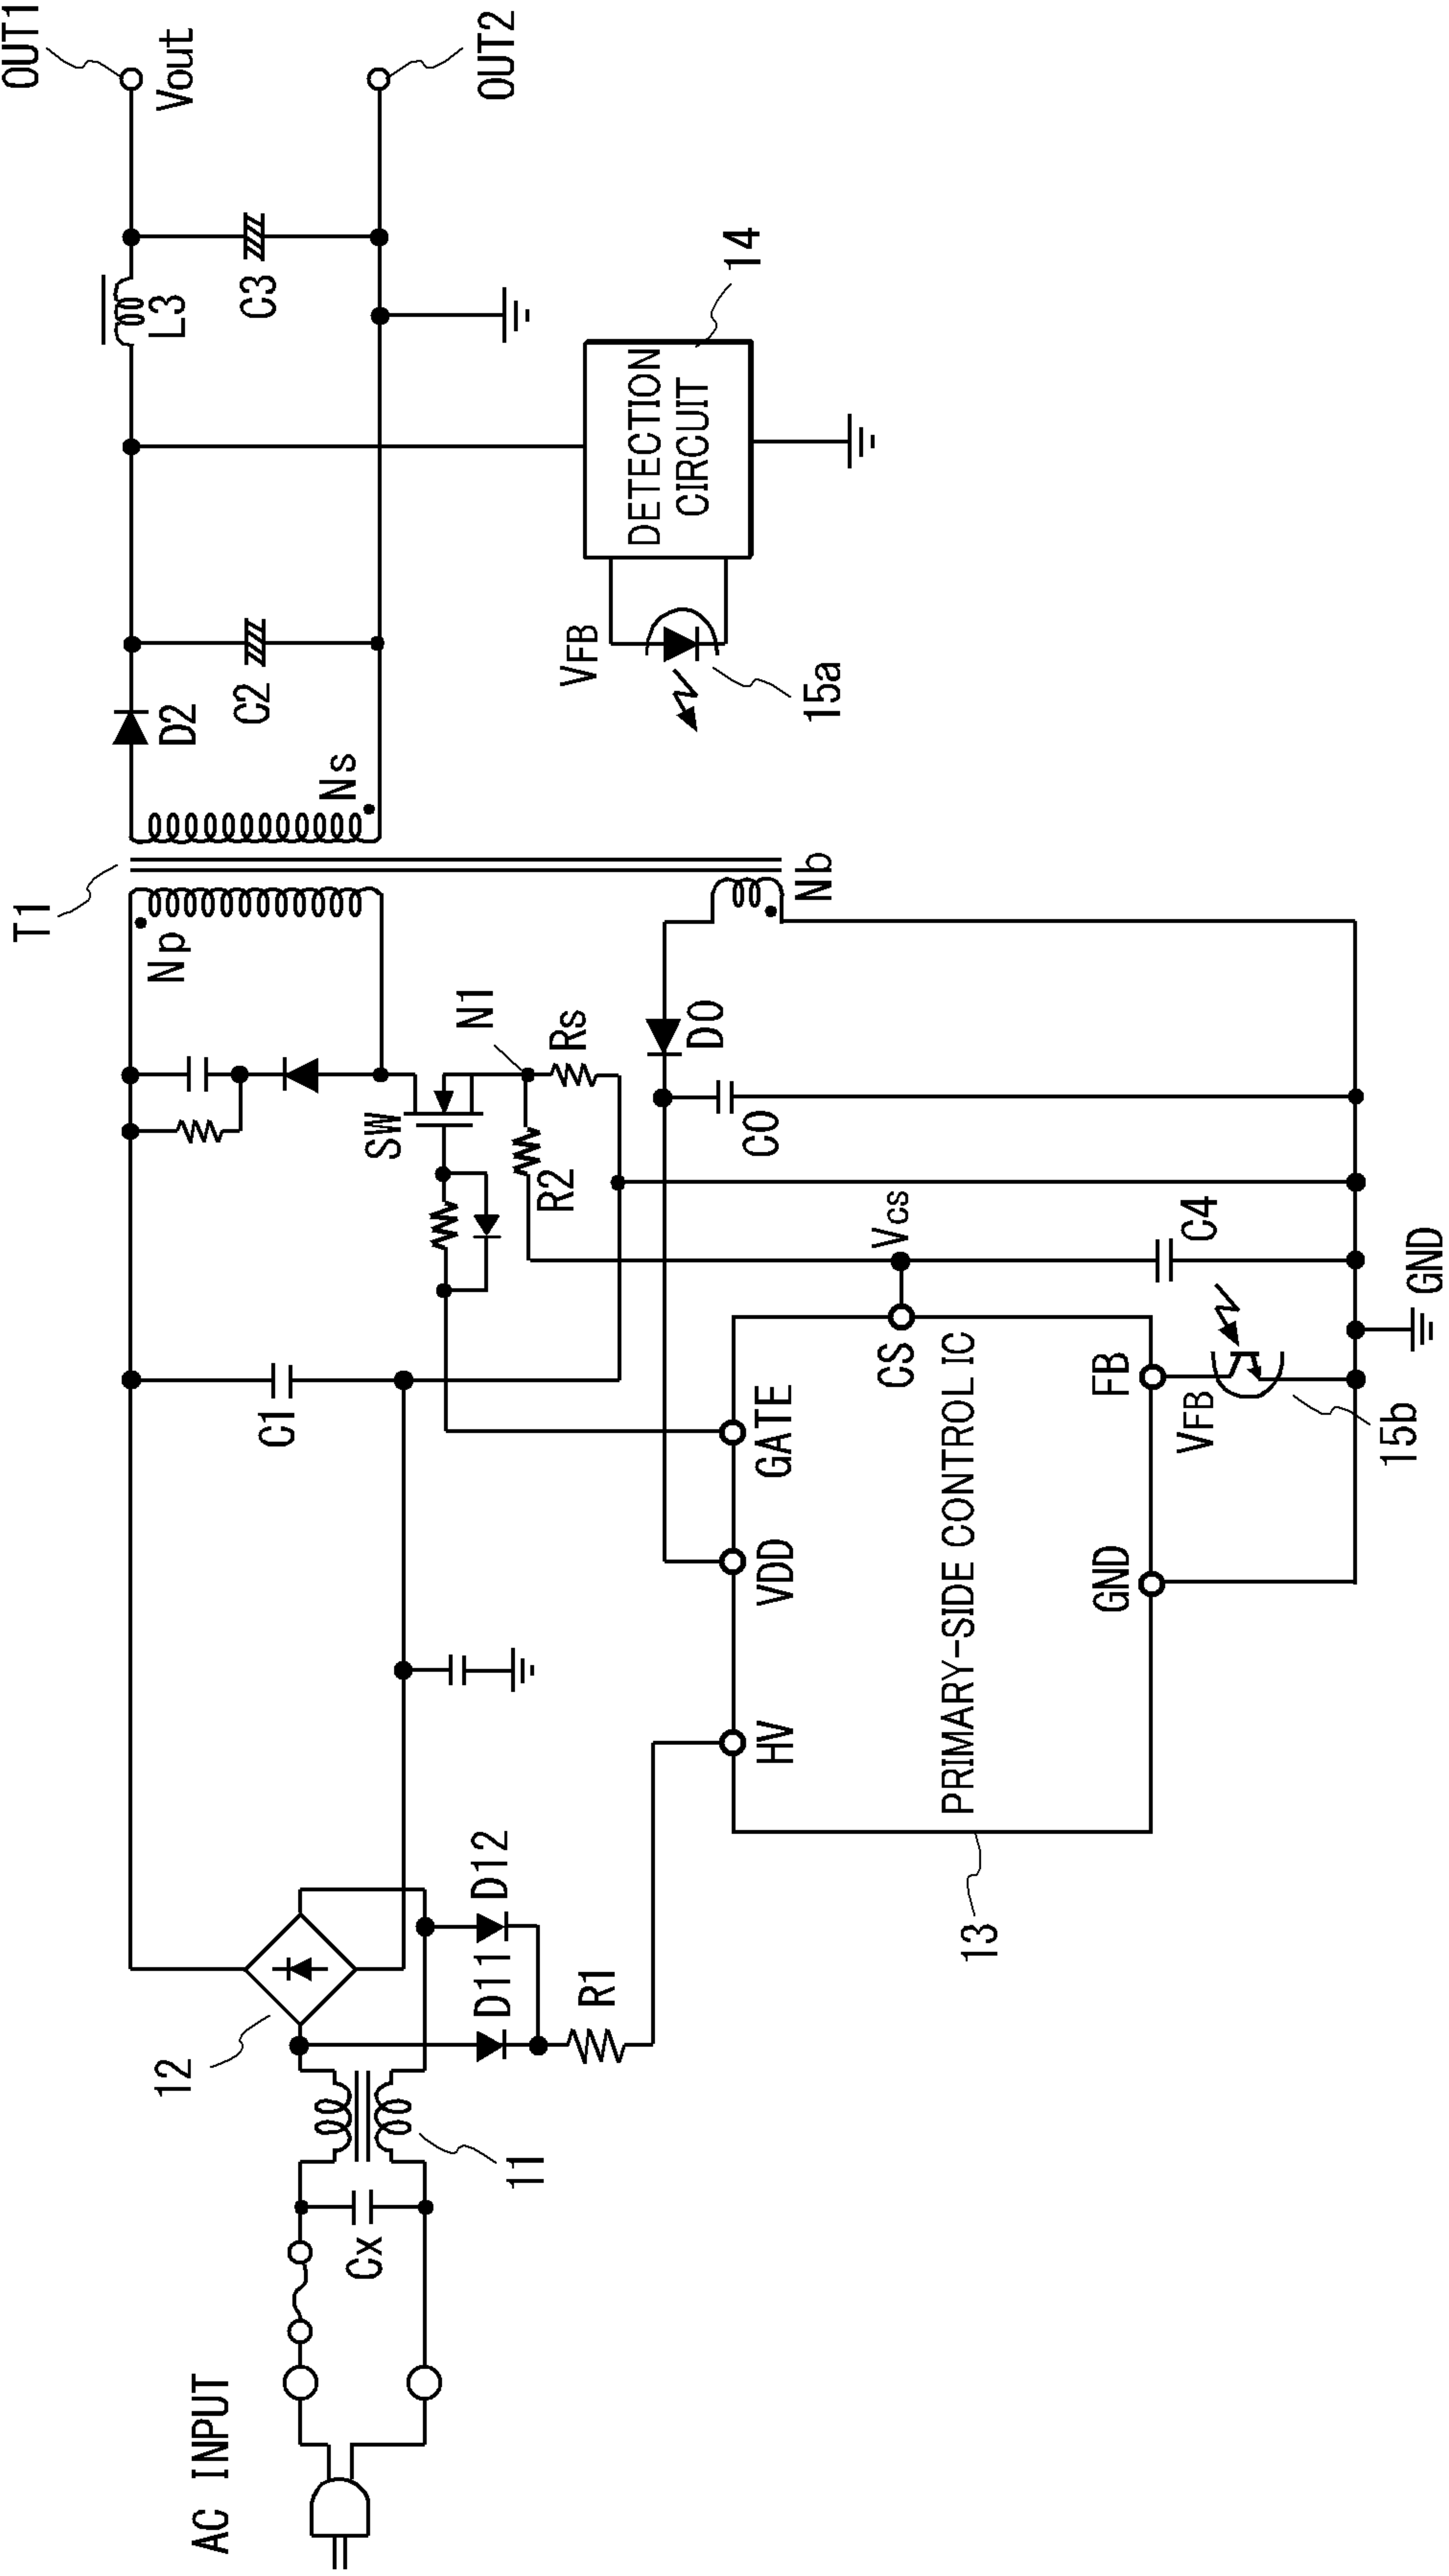 AC INPUT
Cx
11
12
D11
D12
R1
C1
T1
Np
Ns
Nb
D2
C2
L3
C3
OUT1
Vout
OUT2
SW
N1
Rs
R2
D0
C0
VFB
15a
DETECTION
CIRCUIT
14
HV
VDD
GATE
CS
Vcs
PRIMARY-SIDE CONTROL IC
13
GND
FB
VFB
15b
C4
GND